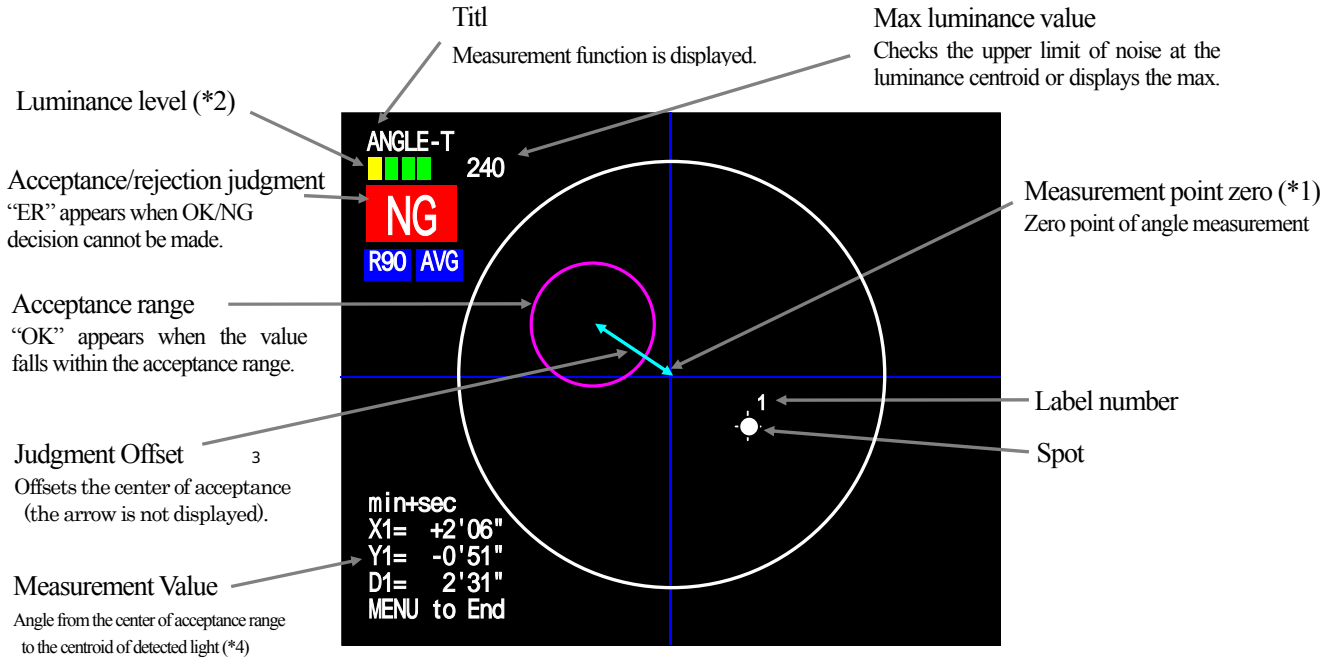 Titl
Measurement function is displayed.
Max luminance value
Checks the upper limit of noise at the
luminance centroid or displays the max.
Luminance level (*2)
Acceptance/rejection judgment
“ER” appears when OK/NG
decision cannot be made.
Acceptance range
“OK” appears when the value
falls within the acceptance range.
Judgment Offset 3
Offsets the center of acceptance
(the arrow is not displayed).
Measurement Value
Angle from the center of acceptance range
to the centroid of detected light (*4)
ANGLE-T
240
NG
R90 AVG
1
min+sec
X1= +2'06"
Y1= -0'51"
D1= 2'31"
MENU to End
Measurement point zero (*1)
Zero point of angle measurement
Label number
Spot